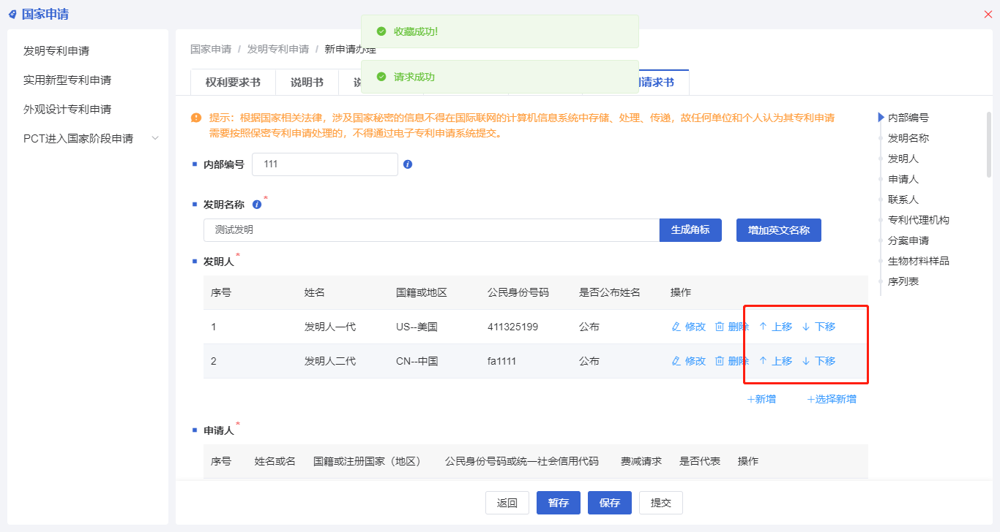 国家申请
收藏成功!
请求成功
发明专利申请
实用新型专利申请
外观设计专利申请
PCT进入国家阶段申请
国家申请 / 发明专利申请 / 新申请办理
权利要求书 说明书 请求书
提示：根据国家相关法律，涉及国家秘密的信息不得在国际联网的计算机信息系统中存储、处理、传递，故任何单位和个人认为其专利申请
需要按照保密专利申请处理的，不得通过电子专利申请系统提交。
内部编号 111
发明名称 *
测试发明 生成角标 增加英文名称
发明人 *
序号 姓名 国籍或地区 公民身份号码 是否公布姓名 操作
1 发明人一代 US--美国 411325199 公布 修改 删除 上移 下移
2 发明人二代 CN--中国 fa1111 公布 修改 删除 上移 下移
+新增 +选择新增
申请人 *
序号 姓名或名 国籍或注册国家（地区） 公民身份号码或统一社会信用代码 费减请求 是否代表 操作
返回 暂存 保存 提交
内部编号
发明名称
发明人
申请人
联系人
专利代理机构
分案申请
生物材料样品
序列表